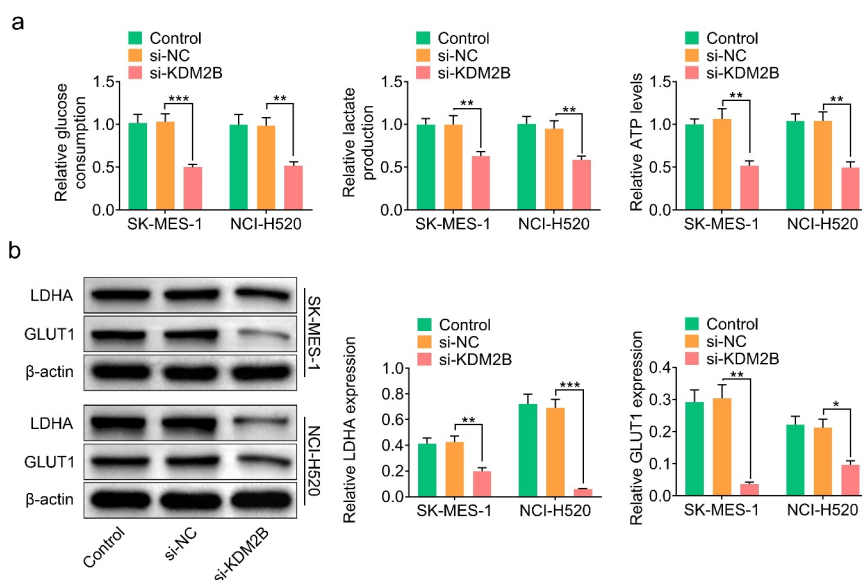 a
Control
si-NC
si-KDM2B
Relative glucose
consumption
1.5
1.0
0.5
0.0
***
**
SK-MES-1
NCI-H520
Control
si-NC
si-KDM2B
Relative lactate
production
1.5
1.0
0.5
0.0
**
**
SK-MES-1
NCI-H520
Control
si-NC
si-KDM2B
Relative ATP levels
1.5
1.0
0.5
0.0
**
**
SK-MES-1
NCI-H520
b
LDHA
GLUT1
β-actin
SK-MES-1
LDHA
GLUT1
β-actin
NCI-H520
Control
si-NC
si-KDM2B
Control
si-NC
si-KDM2B
Relative LDHA expression
1.0
0.8
0.6
0.4
0.2
0.0
**
***
SK-MES-1
NCI-H520
Control
si-NC
si-KDM2B
Relative GLUT1 expression
0.4
0.3
0.2
0.1
0.0
**
*
SK-MES-1
NCI-H520